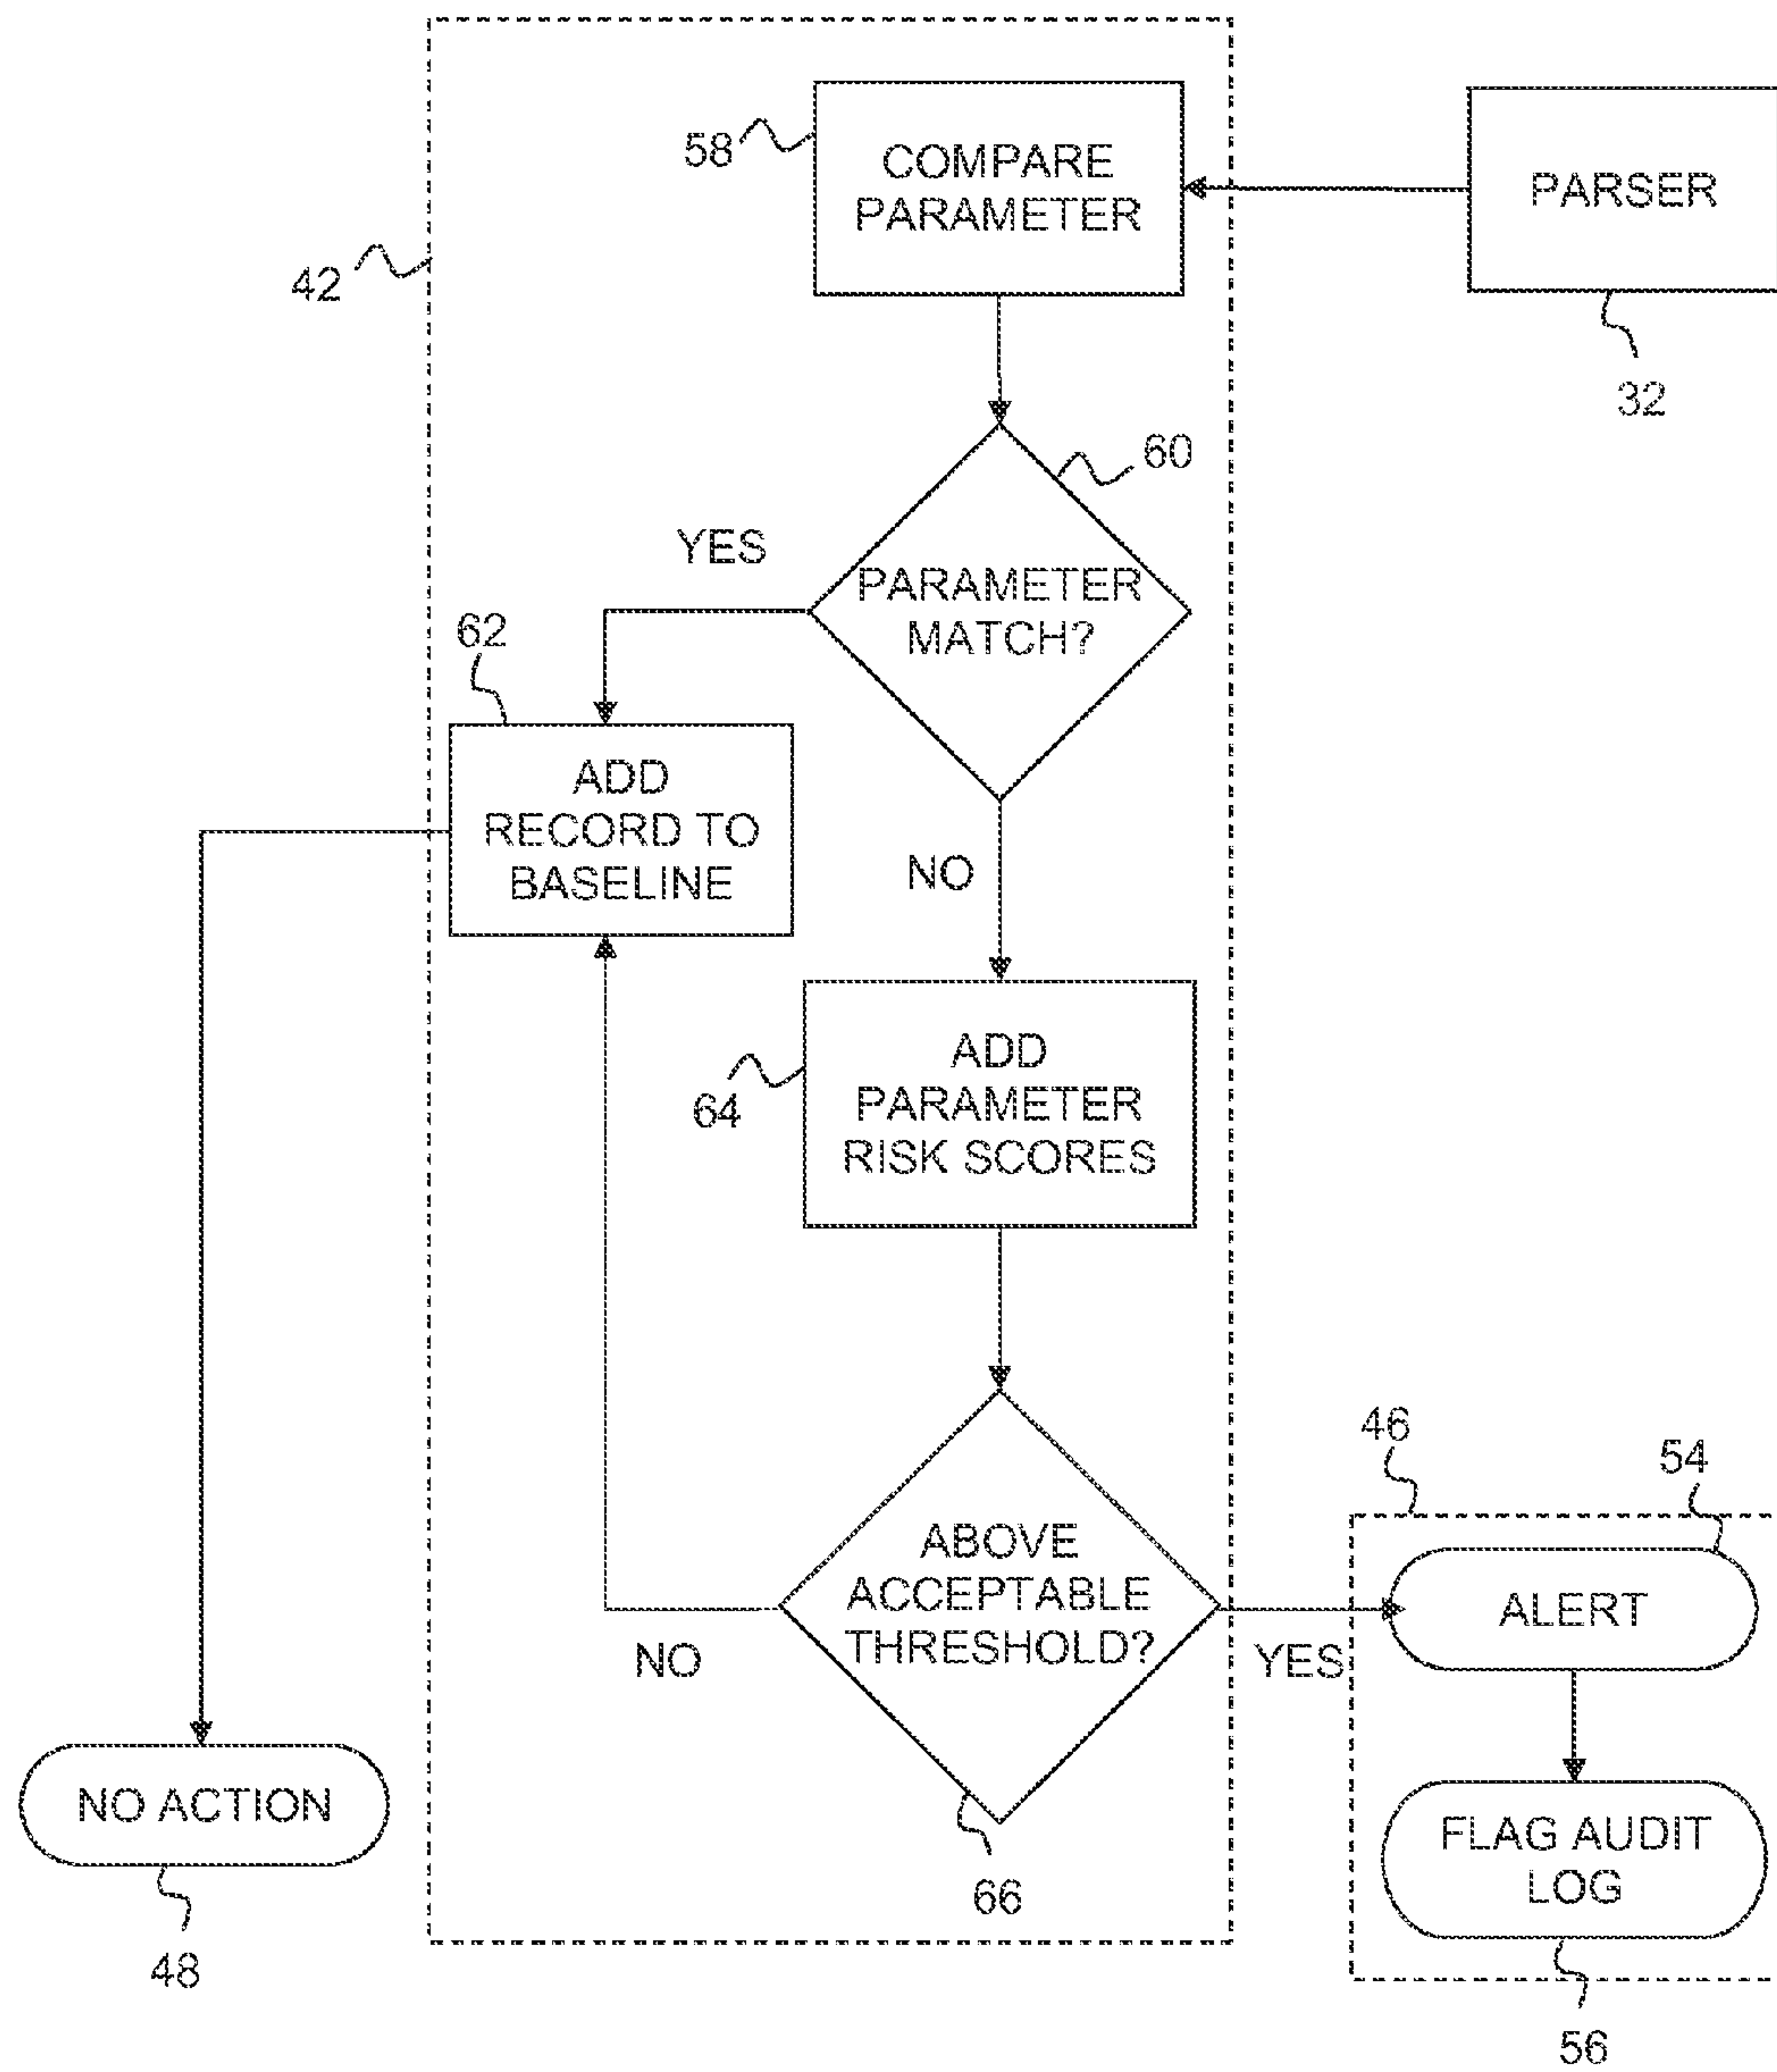 58
COMPARE
PARAMETER
PARSER
42
32
60
YES
PARAMETER
MATCH?
62
ADD
RECORD TO
BASELINE
NO
ADD
PARAMETER
RISK SCORES
64
46
54
ABOVE
ACCEPTABLE
THRESHOLD?
ALERT
NO
YES
NO ACTION
FLAG AUDIT
LOG
66
48
56